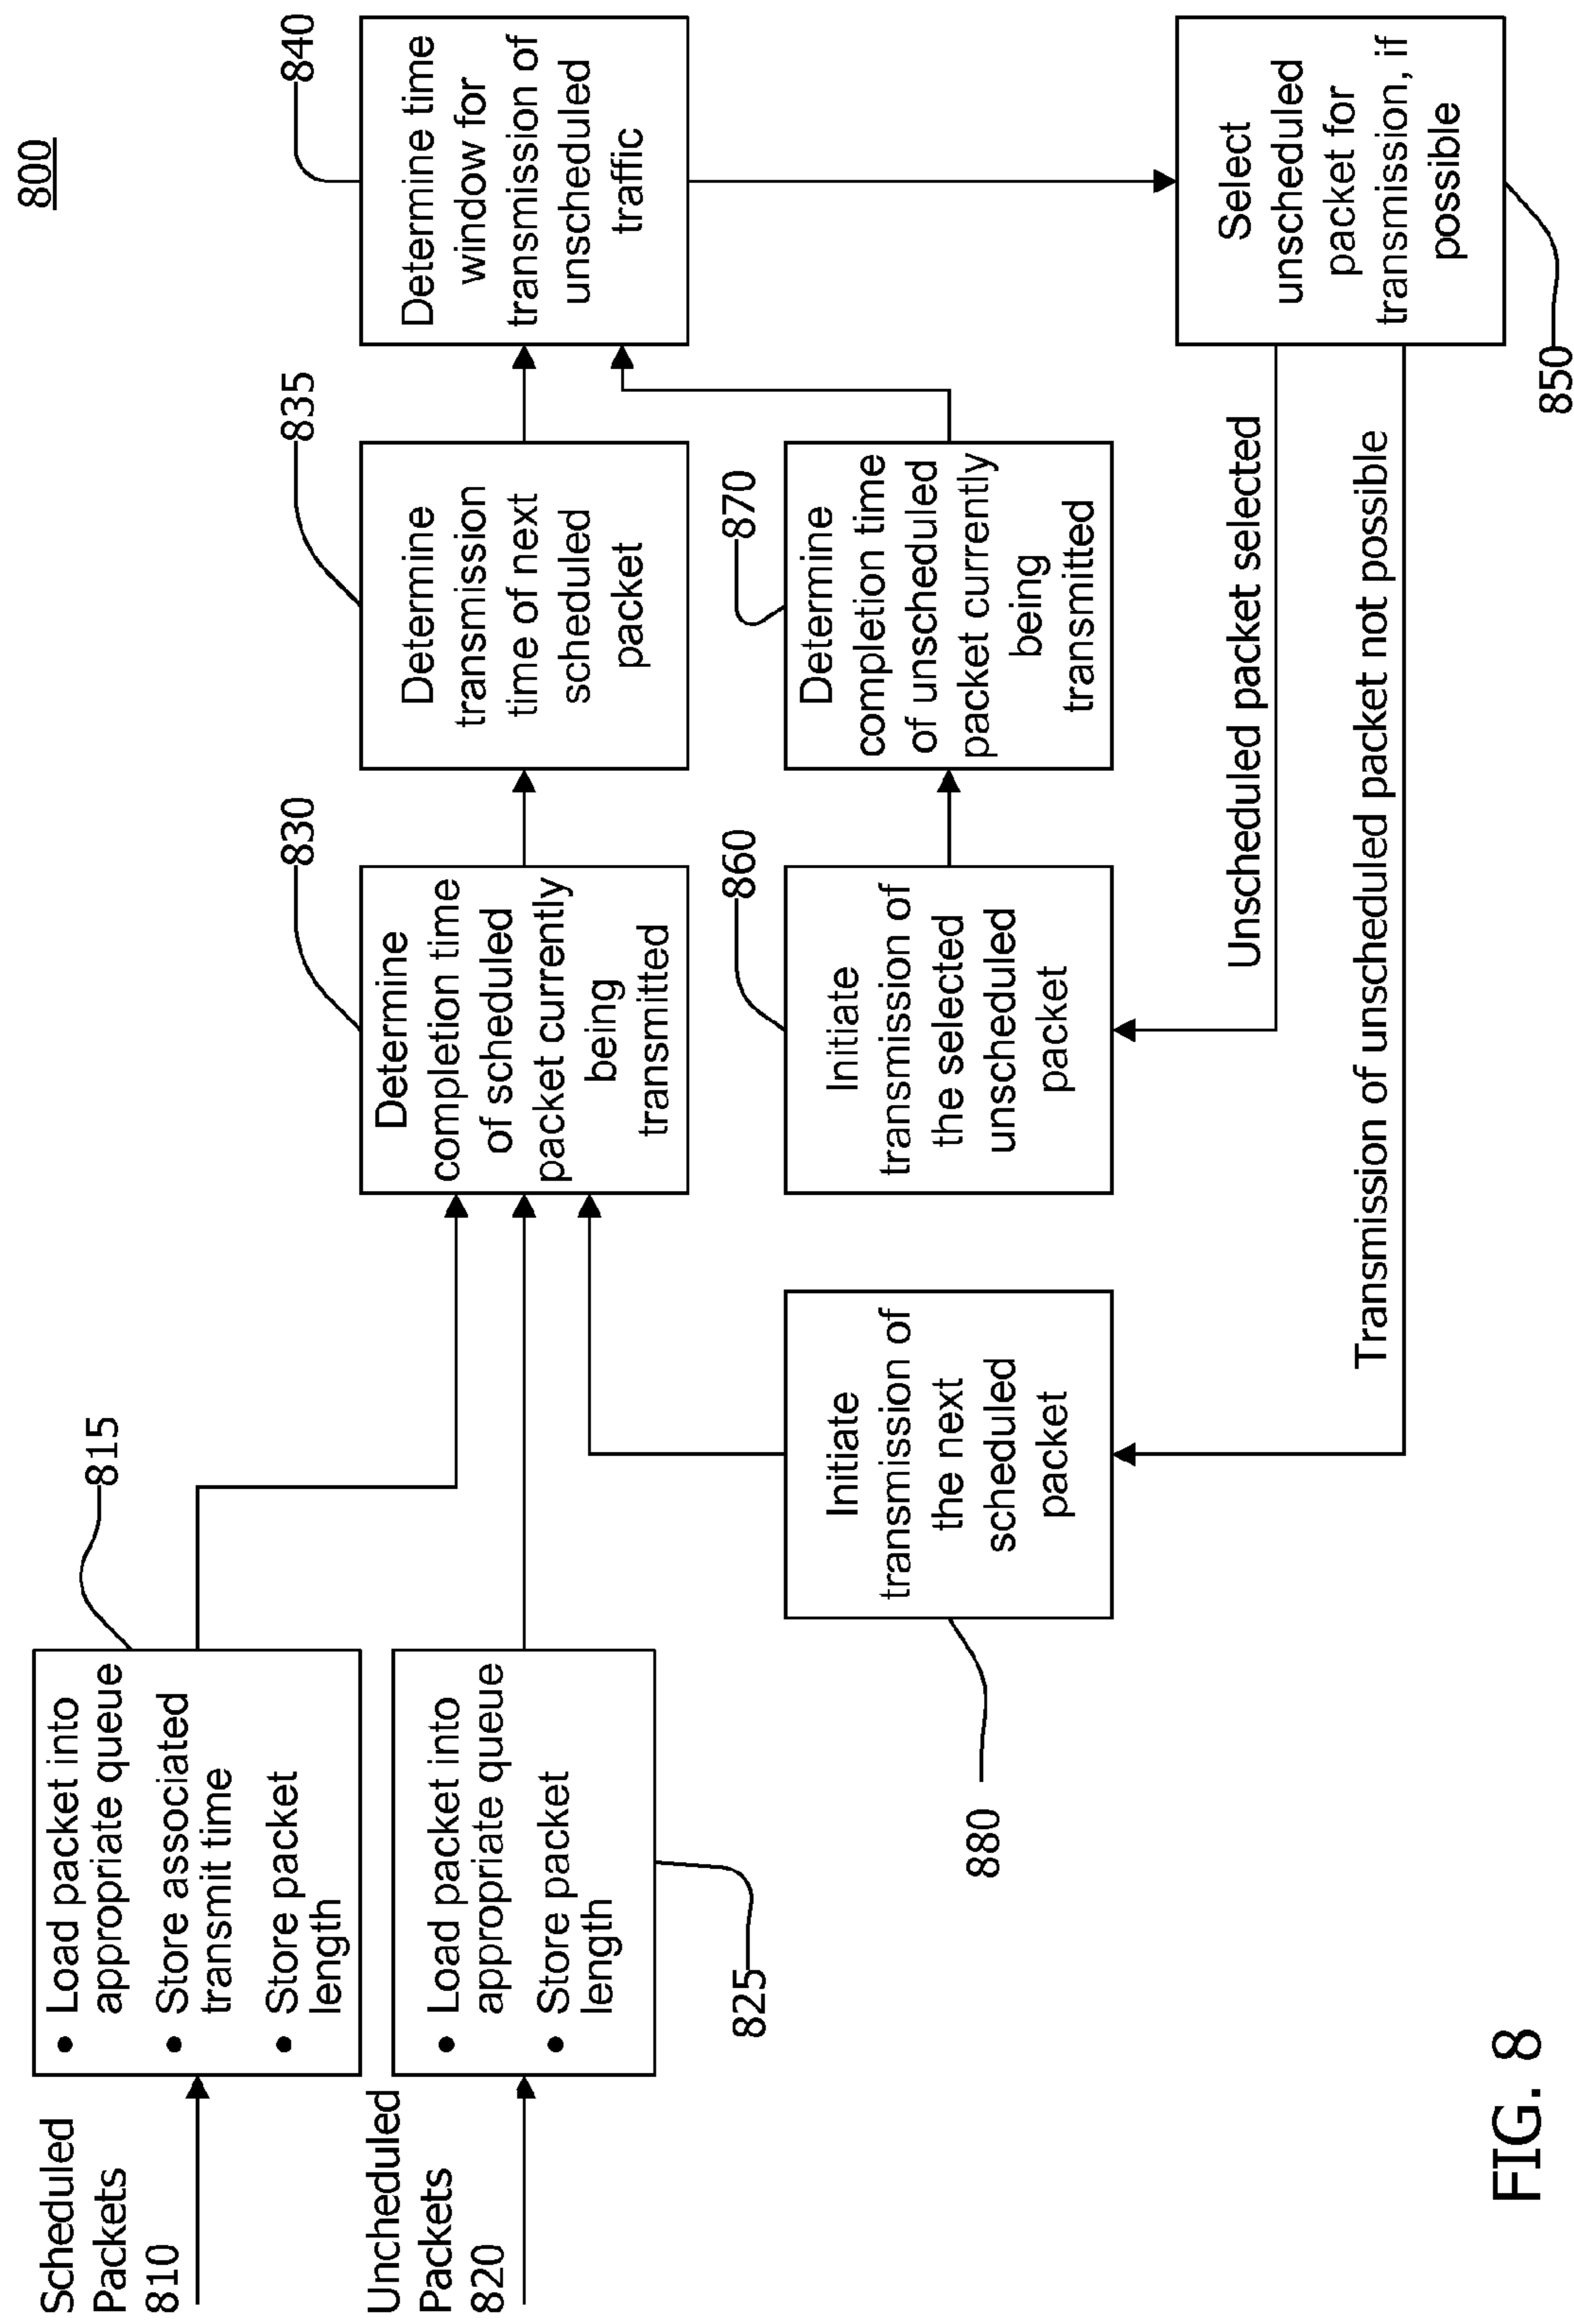 800
Scheduled
Packets
810
• Load packet into
appropriate queue
• Store associated
transmit time
• Store packet
length
815
Uncheduled
Packets
820
• Load packet into
appropriate queue
• Store packet
length
825
830
Determine
completion time
of scheduled
packet currently
being
transmitted
835
Determine
transmission
time of next
scheduled
packet
840
Determine time
window for
transmission of
unscheduled
traffic
880
Initiate
transmission of
the next
scheduled
packet
860
Initiate
transmission of
the selected
unscheduled
packet
870
Determine
completion time
of unscheduled
packet currently
being
transmitted
Unscheduled packet selected
Transmission of unscheduled packet not possible
Select
unscheduled
packet for
transmission, if
possible
850
FIG. 8